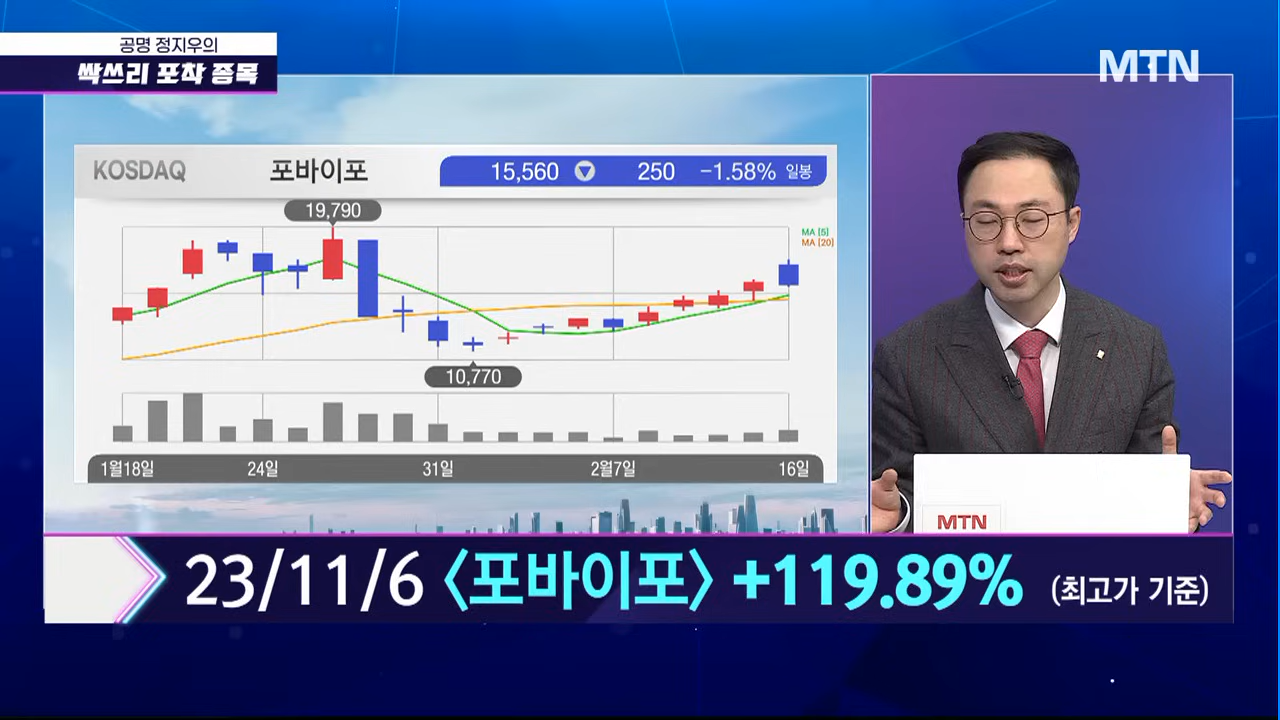 공명 정지우의
싹쓰리 포착 종목
MTN
KOSDAQ 포바이포 15,560 ▼ 250 -1.58% 일봉
19,790
MA [5]
MA [20]
10,770
1월18일 24일 31일 2월7일 16일
MTN
23/11/6 〈포바이포〉 +119.89% (최고가 기준)